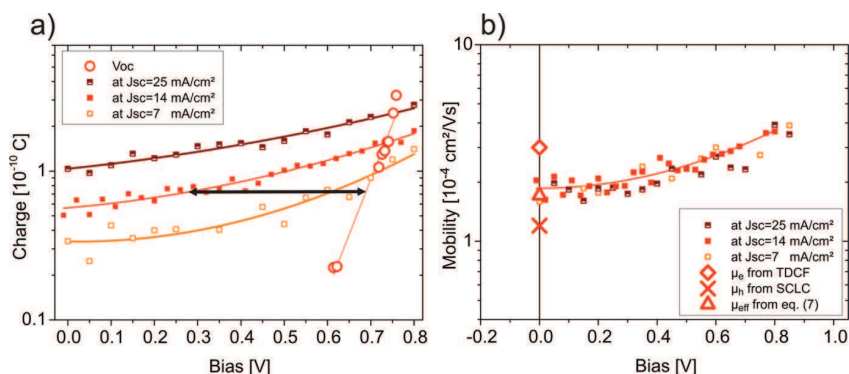 a)
Charge [10⁻¹⁰ C]
10
1
0.1
Voc
at Jsc=25 mA/cm²
at Jsc=14 mA/cm²
at Jsc=7 mA/cm²
0.0 0.1 0.2 0.3 0.4 0.5 0.6 0.7 0.8
Bias [V]
b)
Mobility [10⁻⁴ cm²/Vs]
10
1
at Jsc=25 mA/cm²
at Jsc=14 mA/cm²
at Jsc=7 mA/cm²
μₑ from TDCF
μₕ from SCLC
μeff from eq. (7)
-0.2 0.0 0.2 0.4 0.6 0.8 1.0
Bias [V]